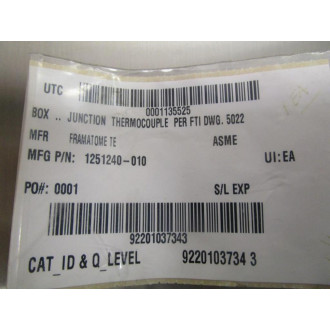 UTC
0001135525
BOX .. JUNCTION THERMOCOUPLE PER FTI DWG. 5022
MFR FRAMATOME TE ASME
MFG P/N: 1251240-010 UI:EA
PO#: 0001 S/L EXP
92201037343
CAT_ID & Q_LEVEL 9220103734 3